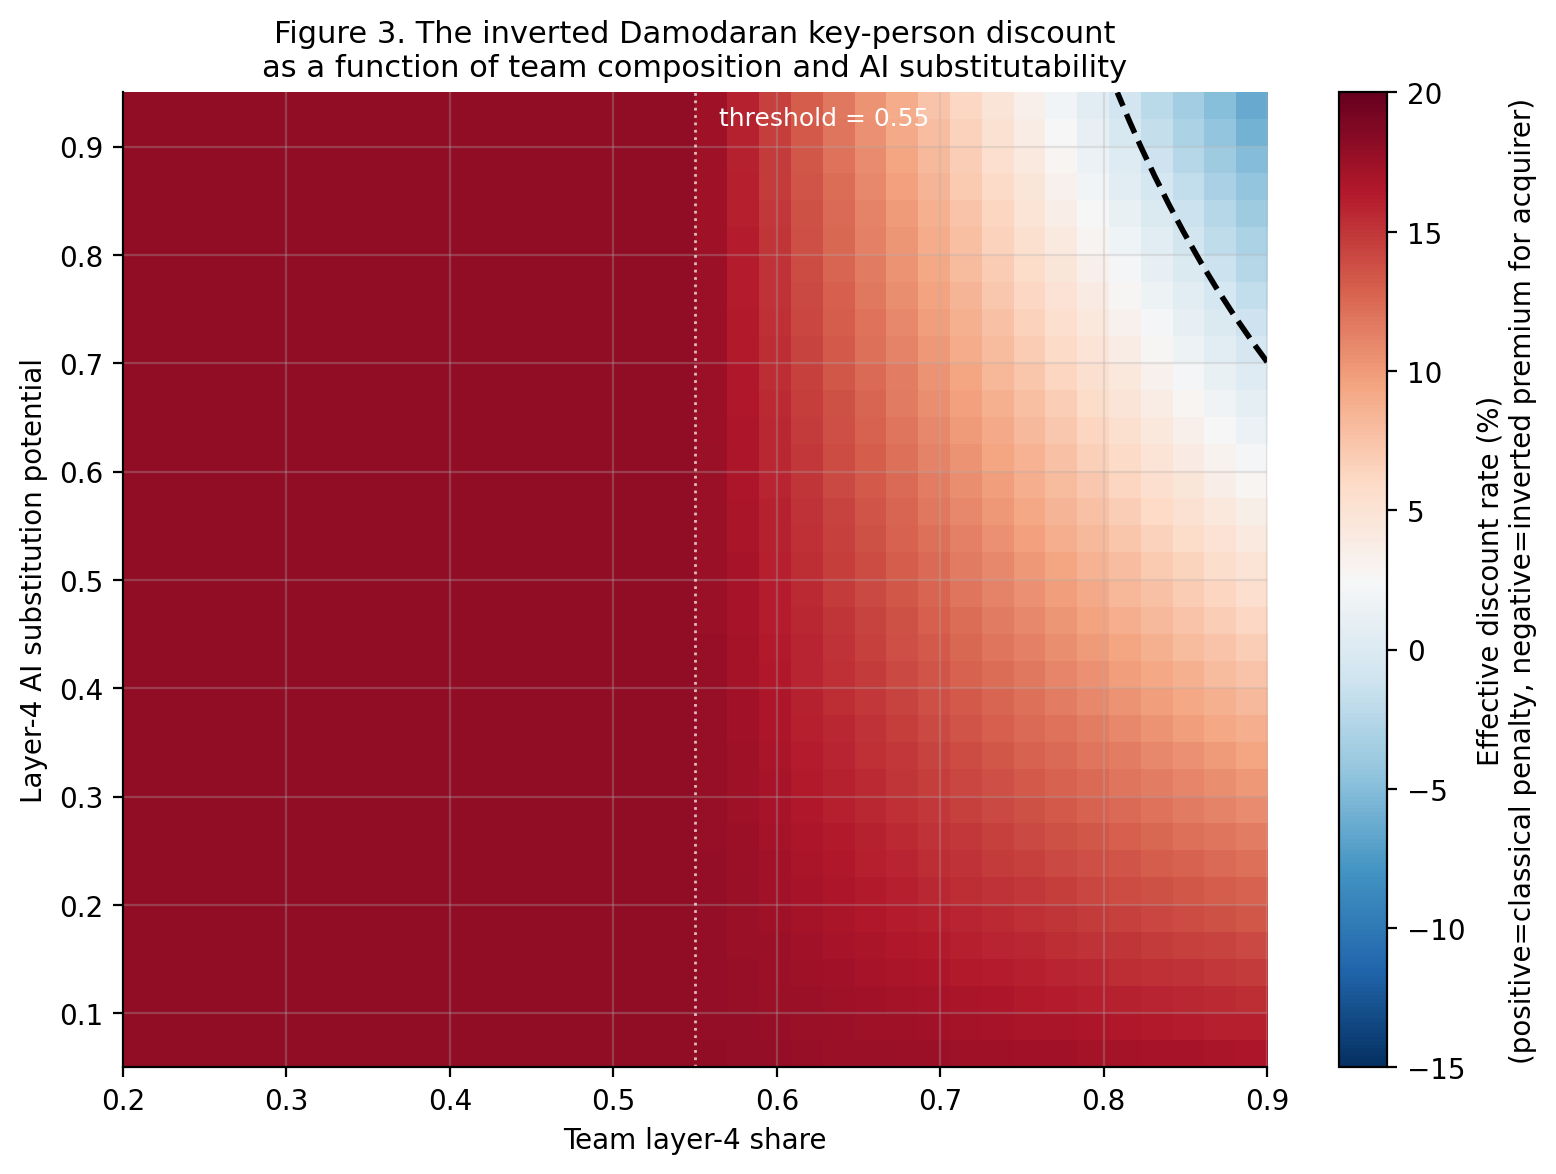 Figure 3. The inverted Damodaran key-person discount
as a function of team composition and AI substitutability
threshold = 0.55
Layer-4 AI substitution potential
0.9
0.8
0.7
0.6
0.5
0.4
0.3
0.2
0.1
0.2 0.3 0.4 0.5 0.6 0.7 0.8 0.9
Team layer-4 share
20
15
10
5
0
−5
−10
−15
Effective discount rate (%)
(positive=classical penalty, negative=inverted premium for acquirer)